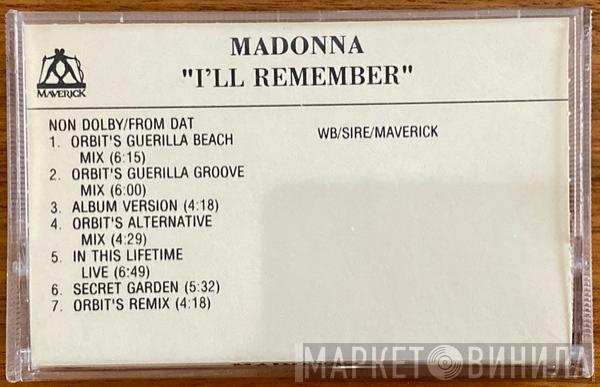 MAVERICK
MADONNA
"I'LL REMEMBER"
NON DOLBY/FROM DAT
1. ORBIT'S GUERILLA BEACH
MIX (6:15)
2. ORBIT'S GUERILLA GROOVE
MIX (6:00)
3. ALBUM VERSION (4:18)
4. ORBIT'S ALTERNATIVE
MIX (4:29)
5. IN THIS LIFETIME
LIVE (6:49)
6. SECRET GARDEN (5:32)
7. ORBIT'S REMIX (4:18)
WB/SIRE/MAVERICK
МАРКЕТ ВИНИЛА